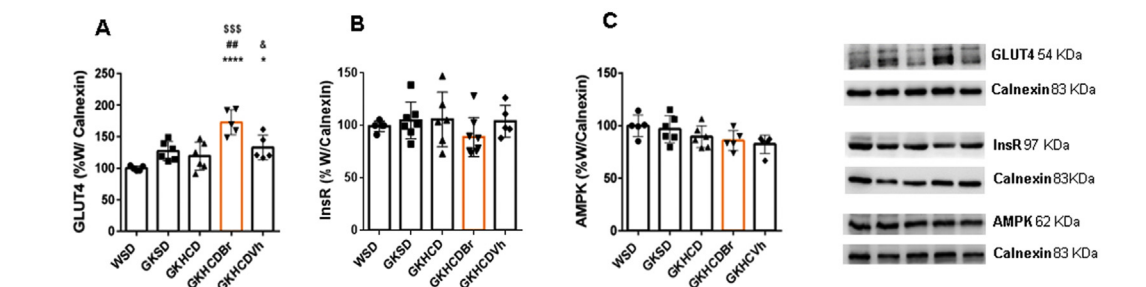 A
$$$
## &
**** *
GLUT4 (%W/ Calnexin)
250
200
150
100
50
0
WSD
GKSD
GKHCD
GKHCDBr
GKHCDVh
B
InsR (% W/Calnexin)
150
100
50
0
WSD
GKSD
GKHCD
GKHCDBr
GKHCDVh
C
AMPK (%W/Calnexin)
150
100
50
0
WSD
GKSD
GKHCD
GKHCDBr
GKHCVh
GLUT4 54 KDa
Calnexin 83 KDa
InsR 97 KDa
Calnexin 83KDa
AMPK 62 KDa
Calnexin 83 KDa